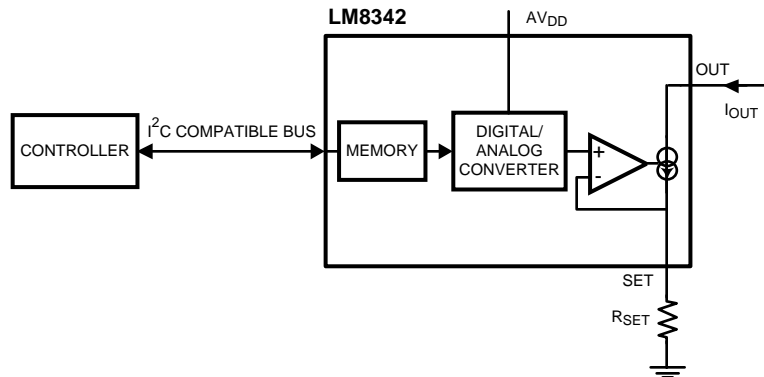 LM8342
AVDD
OUT
IOUT
I2C COMPATIBLE BUS
CONTROLLER
MEMORY
DIGITAL/
ANALOG
CONVERTER
+
-
SET
RSET